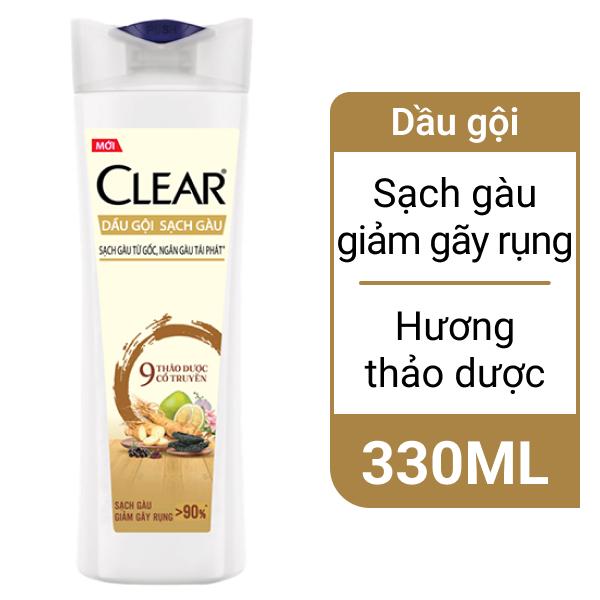 PUSH
MỚI
CLEAR
DẦU GỘI SẠCH GÀU
SẠCH GÀU TỪ GỐC, NGĂN GÀU TÁI PHÁT*
9 THẢO DƯỢC
CỔ TRUYỀN
SẠCH GÀU
GIẢM GÃY RỤNG >90%*
Dầu gội
Sạch gàu
giảm gãy rụng
Hương
thảo dược
330ML